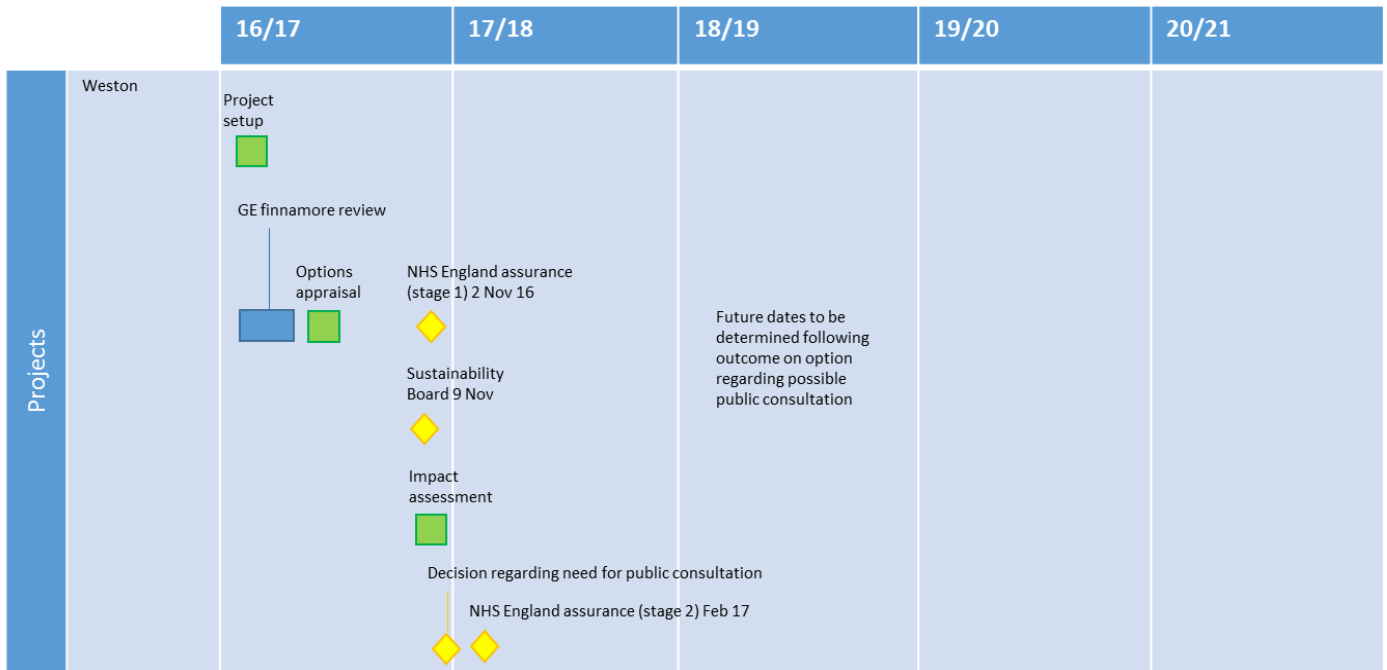 16/17
17/18
18/19
19/20
20/21
Projects
Weston
Project
setup
GE finnamore review
Options
appraisal
NHS England assurance
(stage 1) 2 Nov 16
Sustainability
Board 9 Nov
Future dates to be
determined following
outcome on option
regarding possible
public consultation
Impact
assessment
Decision regarding need for public consultation
NHS England assurance (stage 2) Feb 17